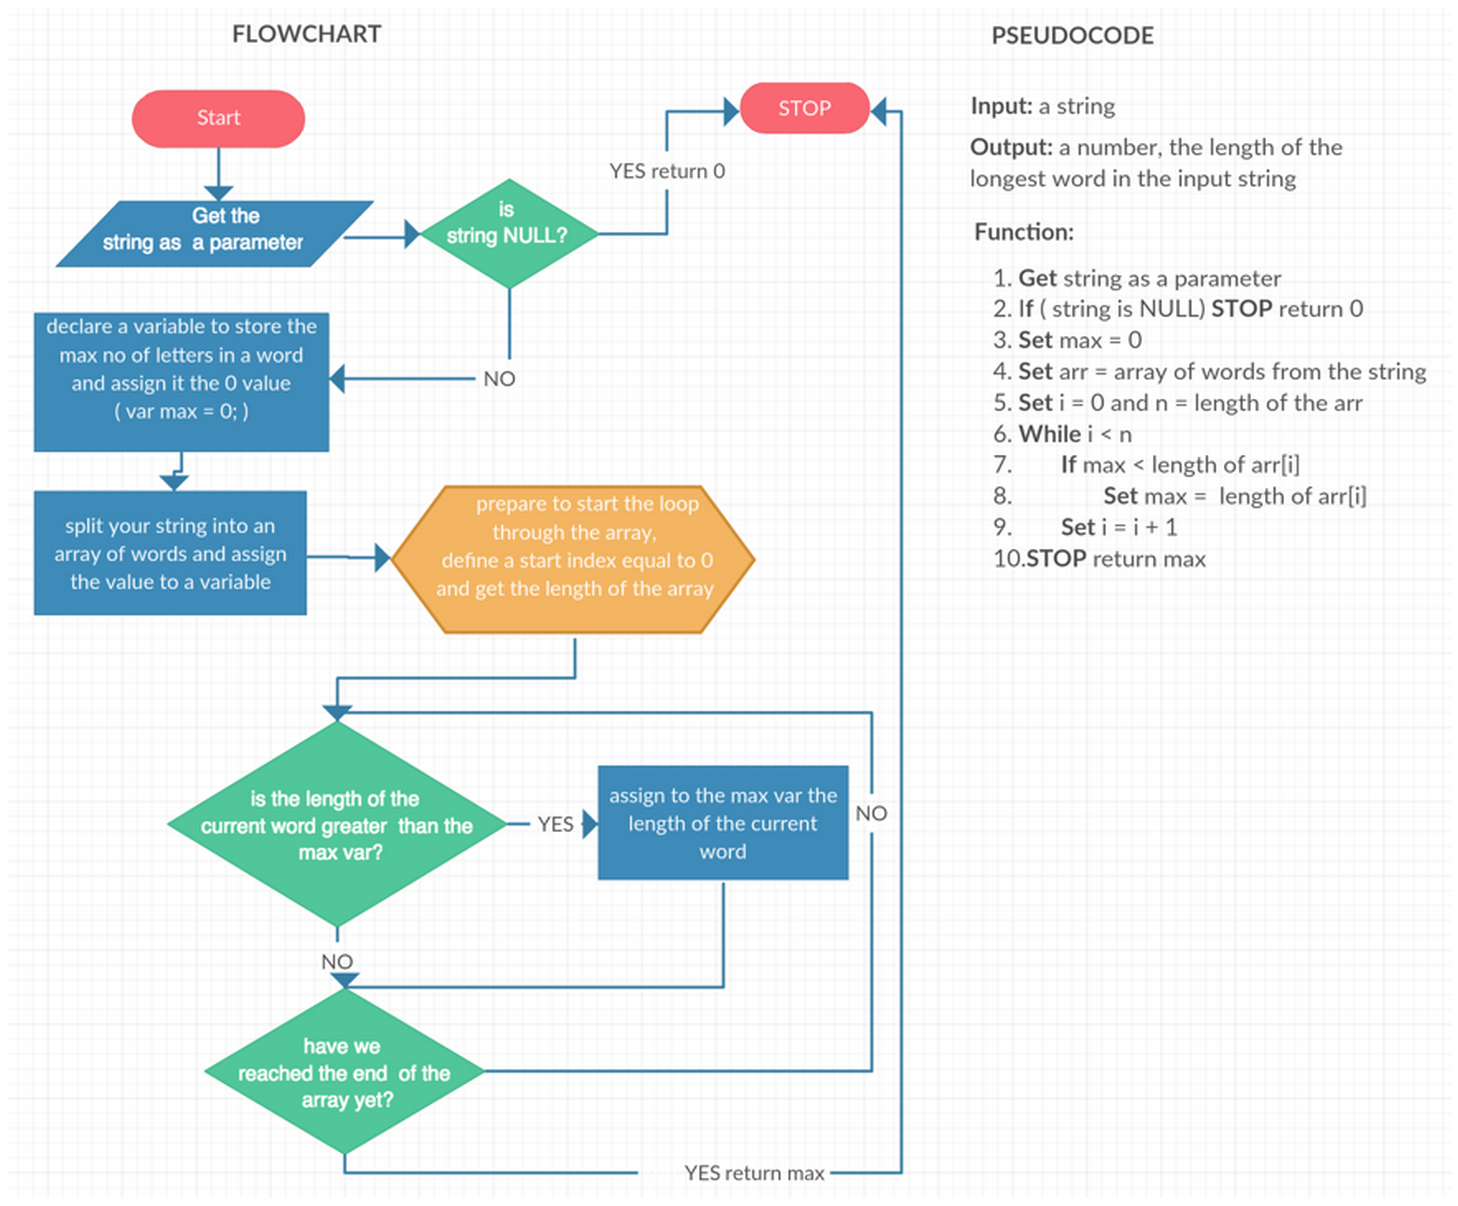 FLOWCHART
Start
Get the
string as a parameter
is
string NULL?
YES return 0
STOP
NO
declare a variable to store the
max no of letters in a word
and assign it the 0 value
( var max = 0; )
split your string into an
array of words and assign
the value to a variable
prepare to start the loop
through the array,
define a start index equal to 0
and get the length of the array
is the length of the
current word greater than the
max var?
YES
assign to the max var the
length of the current
word
NO
NO
have we
reached the end of the
array yet?
YES return max
PSEUDOCODE
Input: a string
Output: a number, the length of the
longest word in the input string
Function:
1. Get string as a parameter
2. If ( string is NULL) STOP return 0
3. Set max = 0
4. Set arr = array of words from the string
5. Set i = 0 and n = length of the arr
6. While i < n
7. If max < length of arr[i]
8. Set max = length of arr[i]
9. Set i = i + 1
10.STOP return max